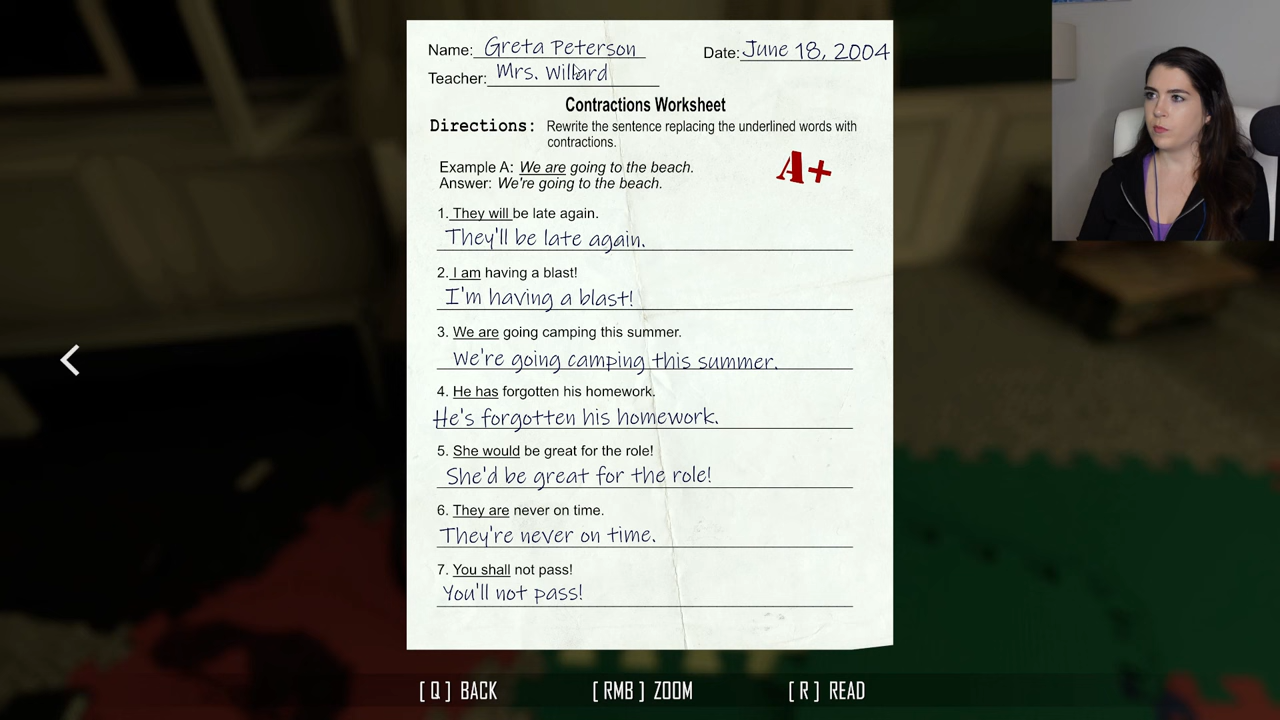 Name: Greta Peterson Date: June 18, 2004
Teacher: Mrs. Willard
Contractions Worksheet
Directions: Rewrite the sentence replacing the underlined words with
contractions.
A+
Example A: We are going to the beach.
Answer: We're going to the beach.
1. They will be late again.
They'll be late again.
2. I am having a blast!
I'm having a blast!
3. We are going camping this summer.
We're going camping this summer.
4. He has forgotten his homework.
He's forgotten his homework.
5. She would be great for the role!
She'd be great for the role!
6. They are never on time.
They're never on time.
7. You shall not pass!
You'll not pass!
[ Q ] BACK [ RMB ] ZOOM [ R ] READ